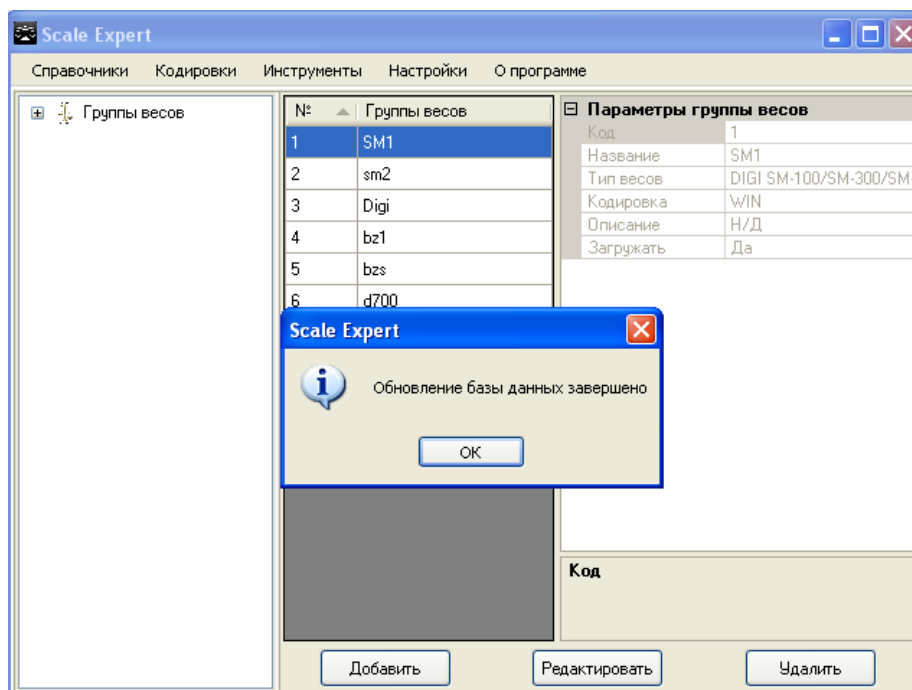 Scale Expert
Справочники Кодировки Инструменты Настройки О программе
Группы весов
№ Группы весов
1 SM1
2 sm2
3 Digi
4 bz1
5 bzs
6 d700
Параметры группы весов
Код 1
Название SM1
Тип весов DIGI SM-100/SM-300/SM-
Кодировка WIN
Описание Н/Д
Загружать Да
Scale Expert
Обновление базы данных завершено
OK
Код
Добавить Редактировать Удалить